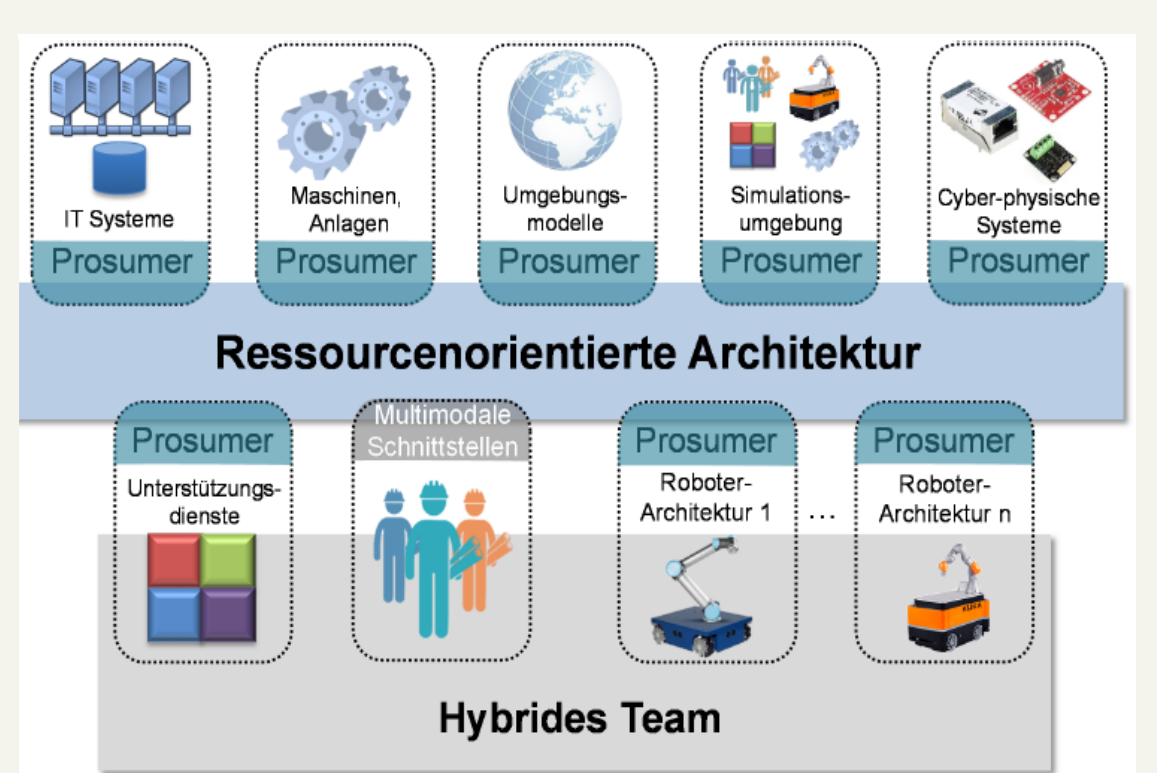 IT Systeme
Prosumer
Maschinen,
Anlagen
Prosumer
Umgebungs-
modelle
Prosumer
Simulations-
umgebung
Prosumer
Cyber-physische
Systeme
Prosumer
Ressourcenorientierte Architektur
Prosumer
Unterstützungs-
dienste
Multimodale
Schnittstellen
Prosumer
Roboter-
Architektur 1
...
Prosumer
Roboter-
Architektur n
KUKA
Hybrides Team